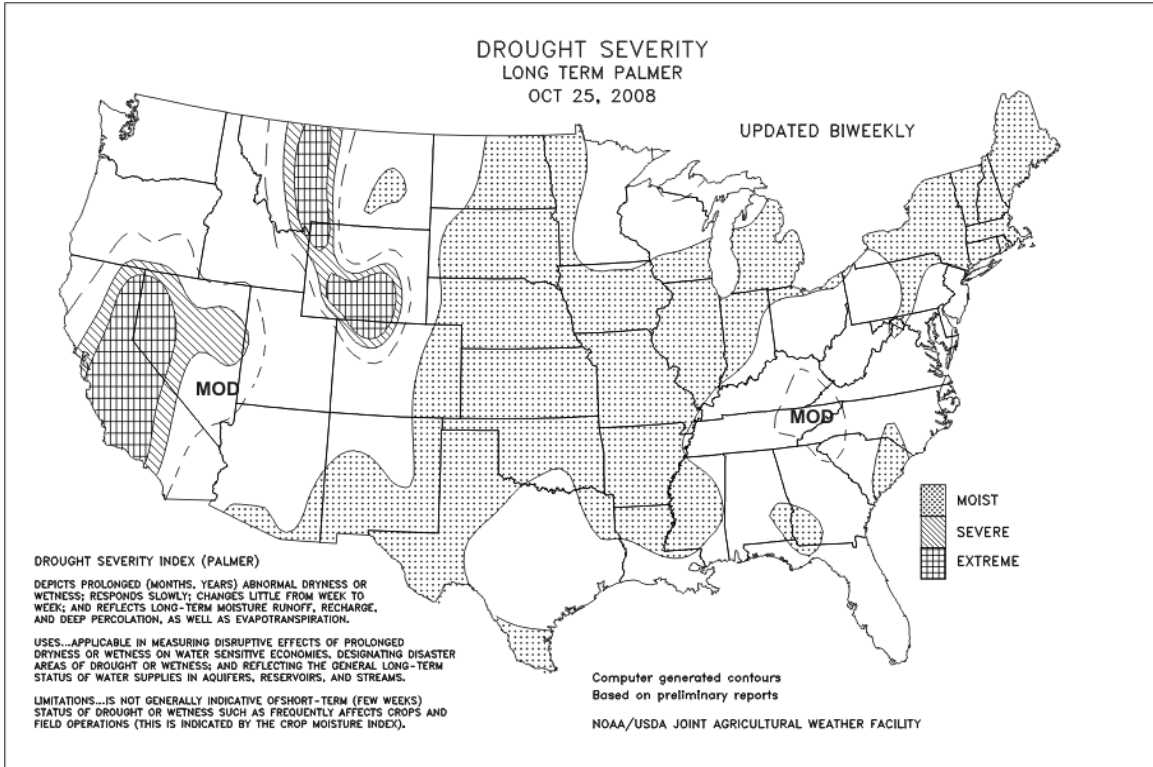 DROUGHT SEVERITY
LONG TERM PALMER
OCT 25, 2008
UPDATED BIWEEKLY
MOD
MOD
MOIST
SEVERE
EXTREME
DROUGHT SEVERITY INDEX (PALMER)
DEPICTS PROLONGED (MONTHS, YEARS) ABNORMAL DRYNESS OR
WETNESS; RESPONDS SLOWLY; CHANGES LITTLE FROM WEEK TO
WEEK; AND REFLECTS LONG-TERM MOISTURE RUNOFF, RECHARGE,
AND DEEP PERCOLATION, AS WELL AS EVAPOTRANSPIRATION.
USES...APPLICABLE IN MEASURING DISRUPTIVE EFFECTS OF PROLONGED
DRYNESS OR WETNESS ON WATER SENSITIVE ECONOMIES, DESIGNATING DISASTER
AREAS OF DROUGHT OR WETNESS; AND REFLECTING THE GENERAL LONG-TERM
STATUS OF WATER SUPPLIES IN AQUIFERS, RESERVOIRS, AND STREAMS.
LIMITATIONS...IS NOT GENERALLY INDICATIVE OFSHORT-TERM (FEW WEEKS)
STATUS OF DROUGHT OR WETNESS SUCH AS FREQUENTLY AFFECTS CROPS AND
FIELD OPERATIONS (THIS IS INDICATED BY THE CROP MOISTURE INDEX).
Computer generated contours
Based on preliminary reports
NOAA/USDA JOINT AGRICULTURAL WEATHER FACILITY